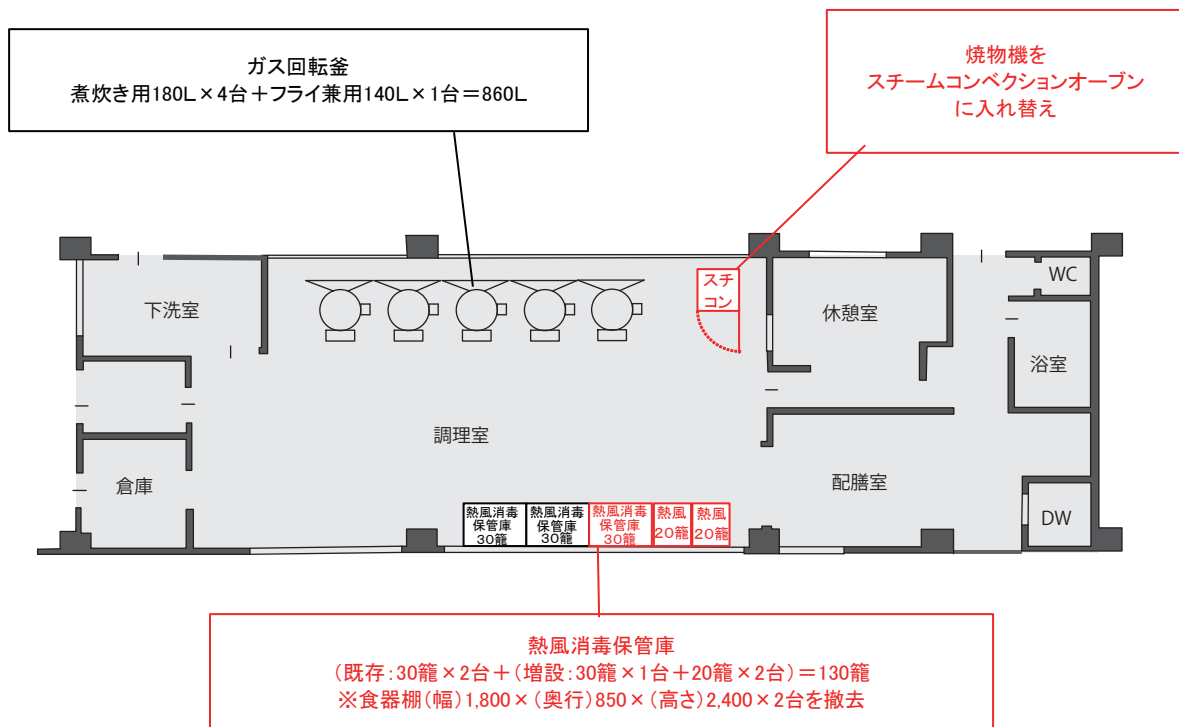 ガス回転釜
煮炊き用180L×4台＋フライ兼用140L×1台＝860L
焼物機を
スチームコンベクションオーブン
に入れ替え
下洗室
スチ
コン
休憩室
WC
浴室
調理室
倉庫
配膳室
DW
熱風消毒
保管庫
30籠
熱風消毒
保管庫
30籠
熱風消毒
保管庫
30籠
熱風
20籠
熱風
20籠
熱風消毒保管庫
（既存：30籠×2台＋（増設：30籠×1台＋20籠×2台）＝130籠
※食器棚（幅）1,800×（奥行）850×（高さ）2,400×2台を撤去